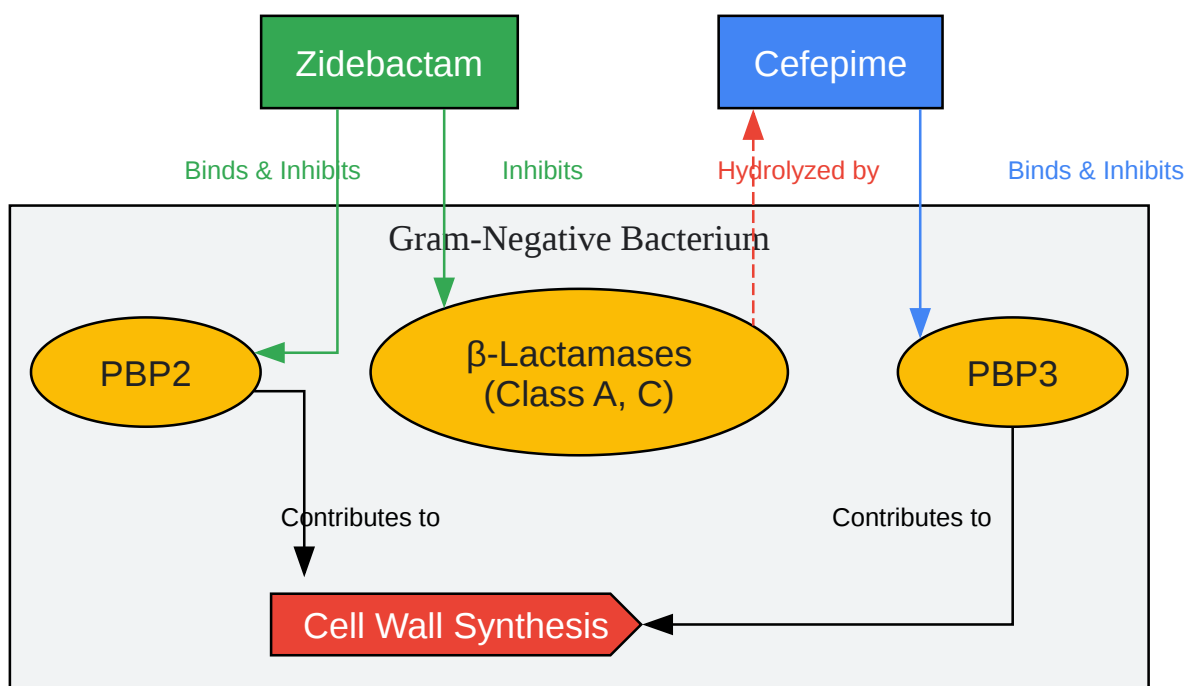 Zidebactam
Cefepime
Binds & Inhibits
Inhibits
Hydrolyzed by
Binds & Inhibits
Gram-Negative Bacterium
PBP2
β-Lactamases
(Class A, C)
PBP3
Contributes to
Contributes to
Cell Wall Synthesis